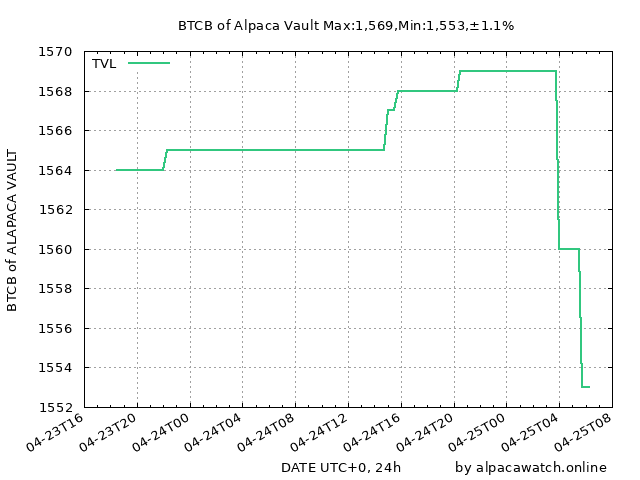 BTCB of Alpaca Vault Max:1,569,Min:1,553,±1.1%
TVL
BTCB of ALAPACA VAULT
1570
1568
1566
1564
1562
1560
1558
1556
1554
1552
04-23T16
04-23T20
04-24T00
04-24T04
04-24T08
04-24T12
04-24T16
04-24T20
04-25T00
04-25T04
04-25T08
DATE UTC+0, 24h
by alpacawatch.online